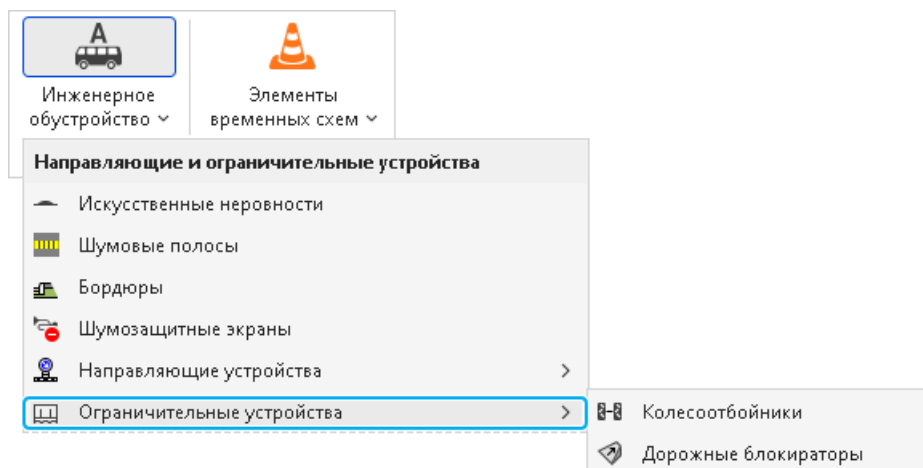 А
Инженерное
обустройство
Элементы
временных схем
Направляющие и ограничительные устройства
Искусственные неровности
Шумовые полосы
Бордюры
Шумозащитные экраны
Направляющие устройства
Ограничительные устройства
Колесоотбойники
Дорожные блокираторы